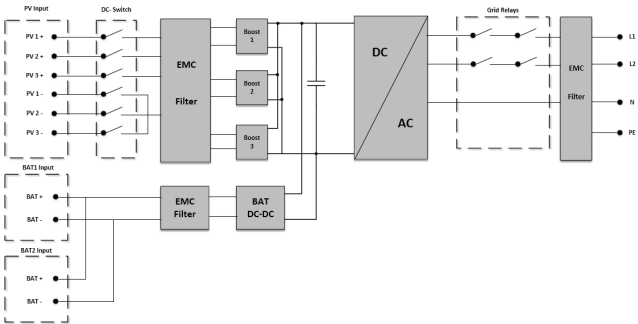 PV Input
DC- Switch
Grid Relays
PV 1 +
PV 2 +
PV 3 +
PV 1 -
PV 2 -
PV 3 -
EMC
Filter
Boost
1
Boost
2
Boost
3
DC
AC
EMC
Filter
L1
L2
N
PE
BAT1 Input
BAT +
BAT -
EMC
Filter
BAT
DC-DC
BAT2 Input
BAT +
BAT -